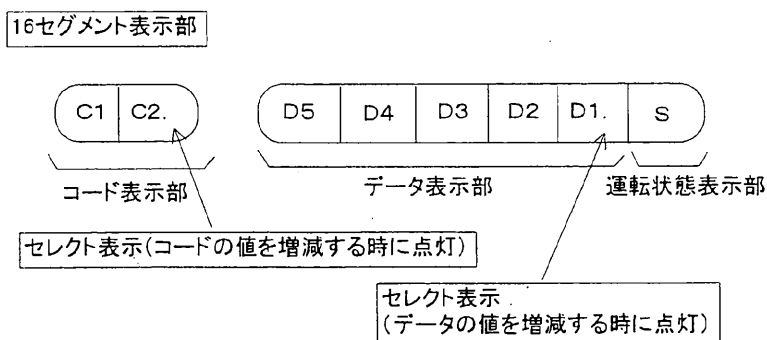 16セグメント表示部
C1 C2. D5 D4 D3 D2 D1. S
コード表示部 データ表示部 運転状態表示部
セレクト表示(コードの値を増減する時に点灯)
セレクト表示
(データの値を増減する時に点灯)